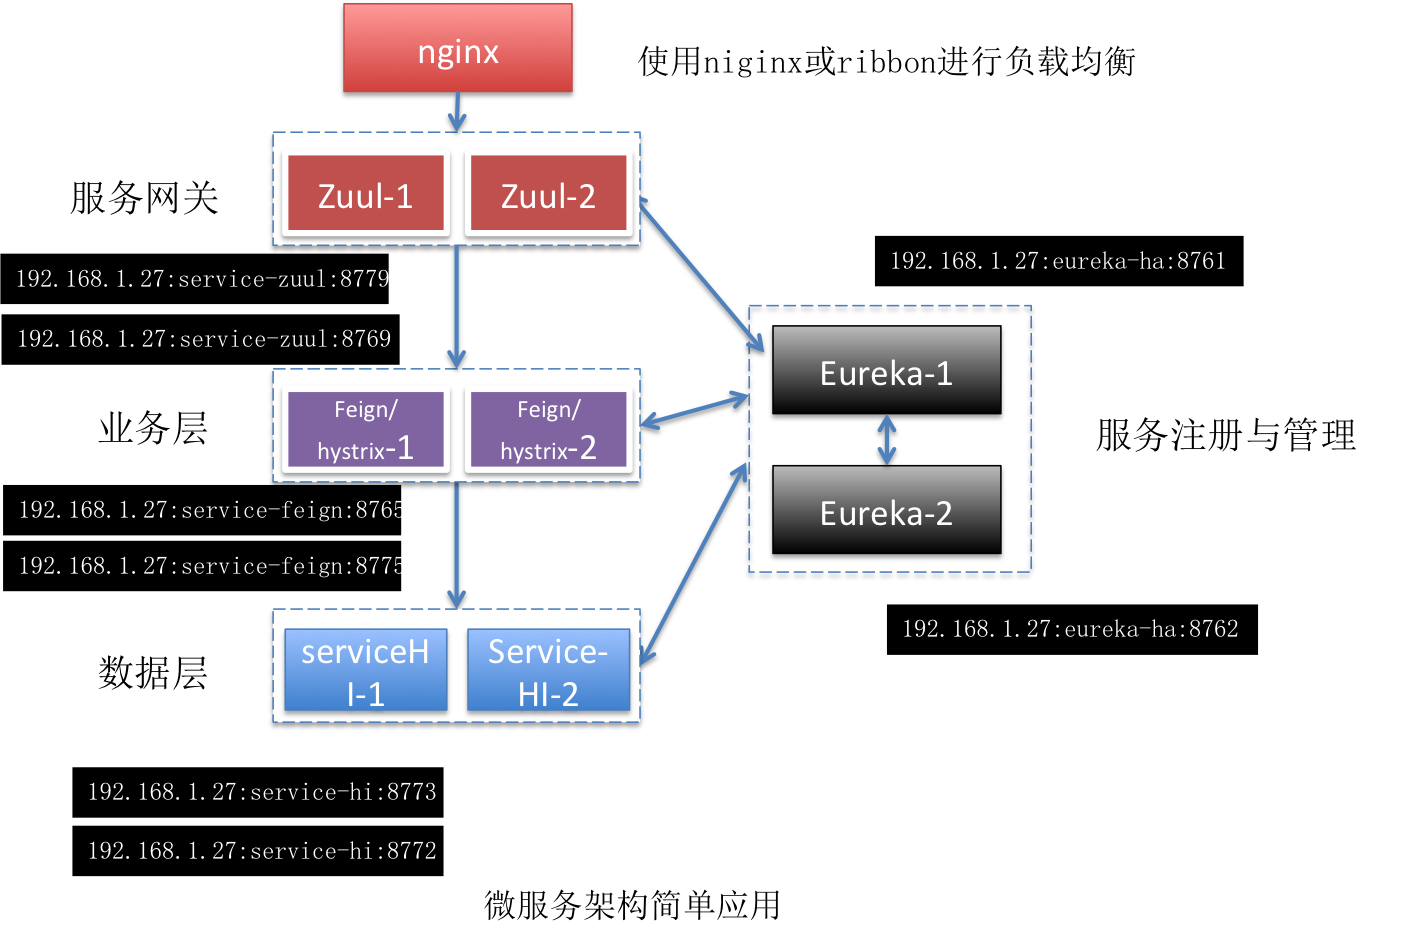 nginx
使用niginx或ribbon进行负载均衡
服务网关
Zuul-1
Zuul-2
192.168.1.27:service-zuul:8779
192.168.1.27:service-zuul:8769
192.168.1.27:eureka-ha:8761
业务层
Feign/
hystrix-1
Feign/
hystrix-2
Eureka-1
Eureka-2
服务注册与管理
192.168.1.27:service-feign:8765
192.168.1.27:service-feign:8775
192.168.1.27:eureka-ha:8762
数据层
serviceH
I-1
Service-
HI-2
192.168.1.27:service-hi:8773
192.168.1.27:service-hi:8772
微服务架构简单应用